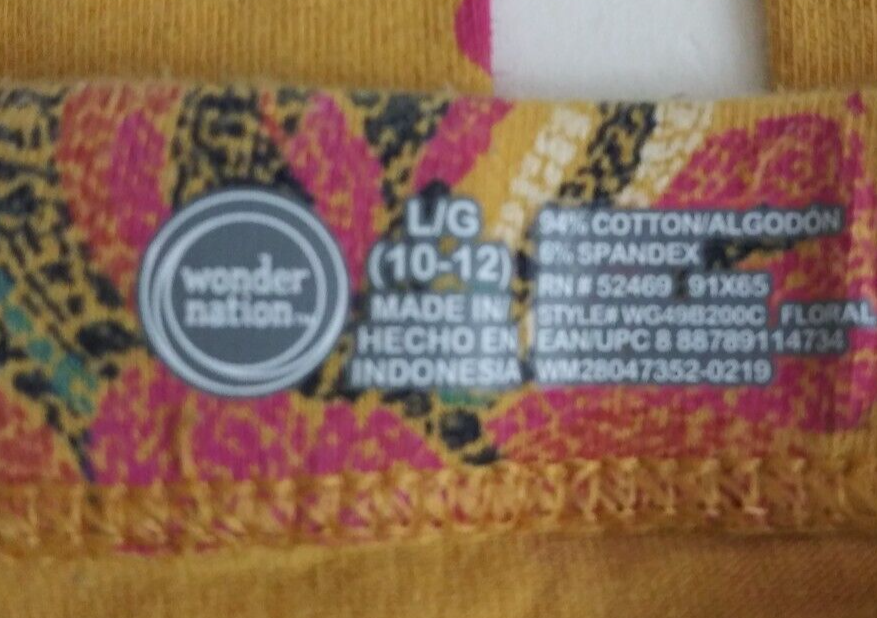 wonder
nation™
L/G
(10-12)
MADE IN/
HECHO EN
INDONESIA
94% COTTON/ALGODÓN
6% SPANDEX
RN # 52469 91X65
STYLE# WG49B200C FLORAL
EAN/UPC 8 88789114734
WM28047352-0219